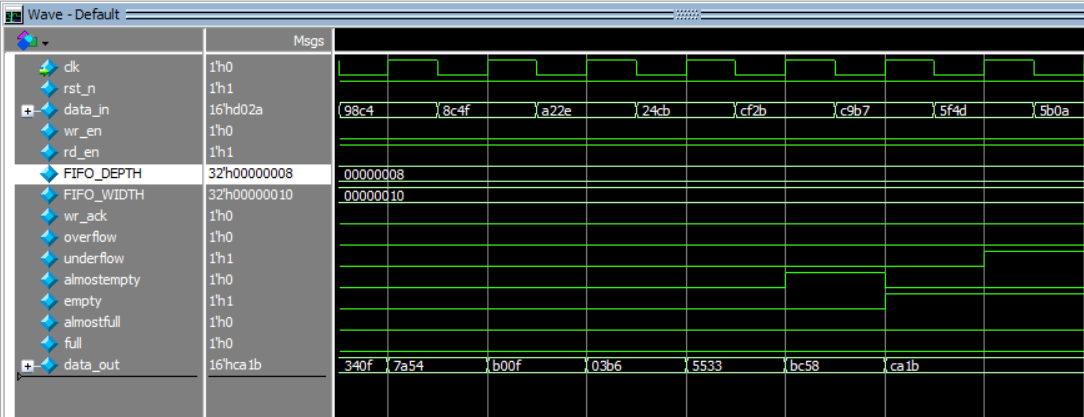 Wave - Default
Msgs
clk 1'h0
rst_n 1'h1
data_in 16'hd02a 98c4 8c4f a22e 24cb cf2b c9b7 5f4d 5b0a
wr_en 1'h0
rd_en 1'h1
FIFO_DEPTH 32'h00000008 00000008
FIFO_WIDTH 32'h00000010 00000010
wr_ack 1'h0
overflow 1'h0
underflow 1'h1
almostempty 1'h0
empty 1'h1
almostfull 1'h0
full 1'h0
data_out 16'hca1b 340f 7a54 b00f 03b6 5533 bc58 ca1b